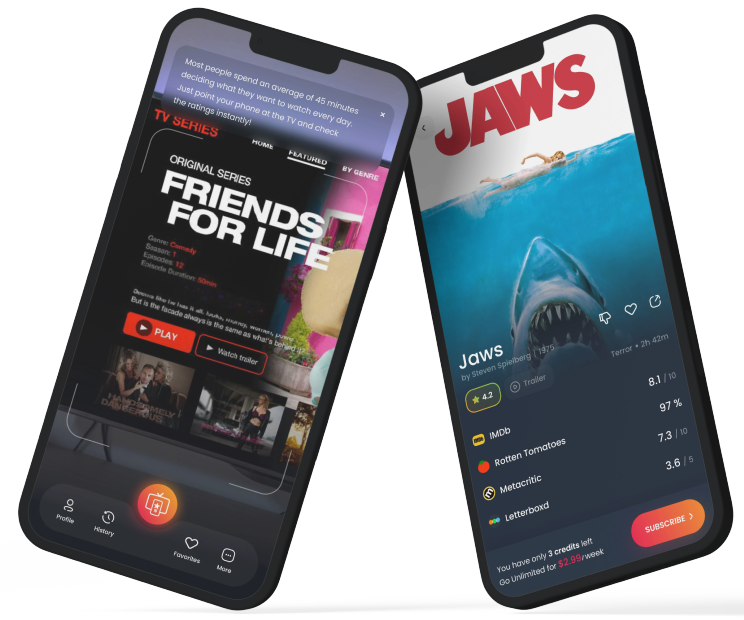 Most people spend an average of 45 minutes
deciding what they want to watch every day.
Just point your phone at the TV and check
the ratings instantly!
×
TV SERIES
HOME
FEATURED
BY GENRE
ORIGINAL SERIES
FRIENDS
FOR LIFE
Genre: Comedy
Season: 1
Episodes: 12
Episode Duration: 50min
But is the facade always is the same as what's behind it?
PLAY
Watch trailer
HANDSOMELY
DANGEROUS
Profile
History
Favorites
More
JAWS
Jaws
by Steven Spielberg | 1975
Terror • 2h 42m
4.2
Trailer
IMDb
8.1 / 10
Rotten Tomatoes
97 %
Metacritic
7.3 / 10
Letterboxd
3.6 / 5
You have only 3 credits left
Go Unlimited for $2.99/week
SUBSCRIBE >